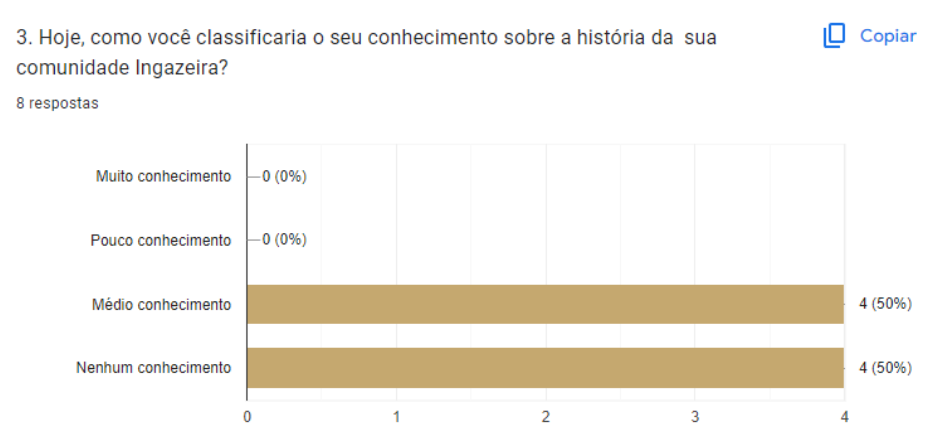 3. Hoje, como você classificaria o seu conhecimento sobre a história da sua
comunidade Ingazeira?
Copiar
8 respostas
Muito conhecimento 0 (0%)
Pouco conhecimento 0 (0%)
Médio conhecimento 4 (50%)
Nenhum conhecimento 4 (50%)
0 1 2 3 4